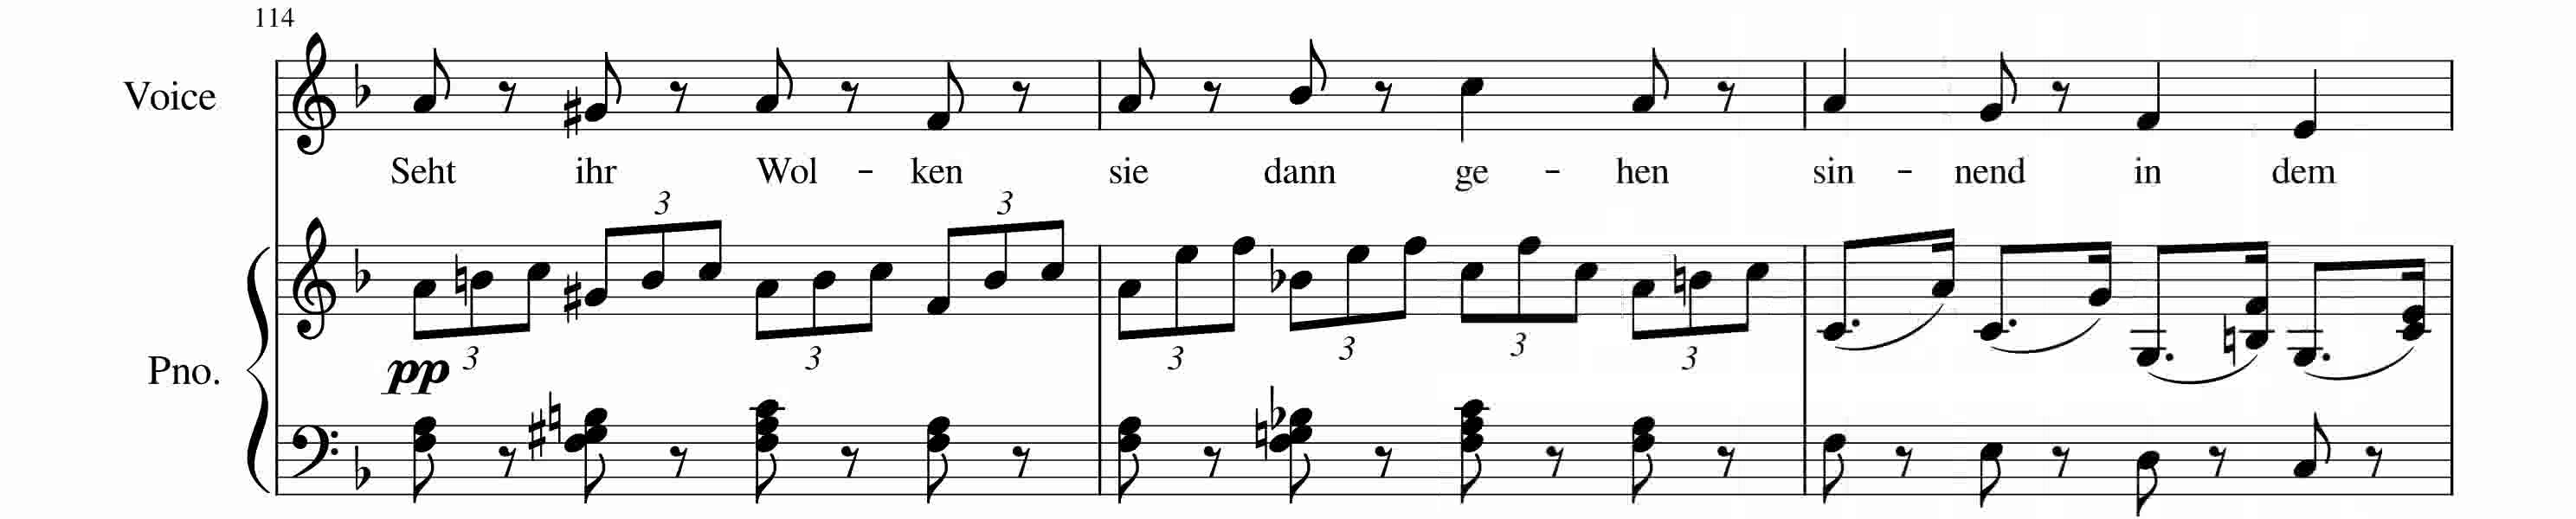 114
Voice
Seht ihr Wol - ken sie dann ge - hen sin - nend in dem
3 3
Pno.
pp 3 3 3 3 3 3